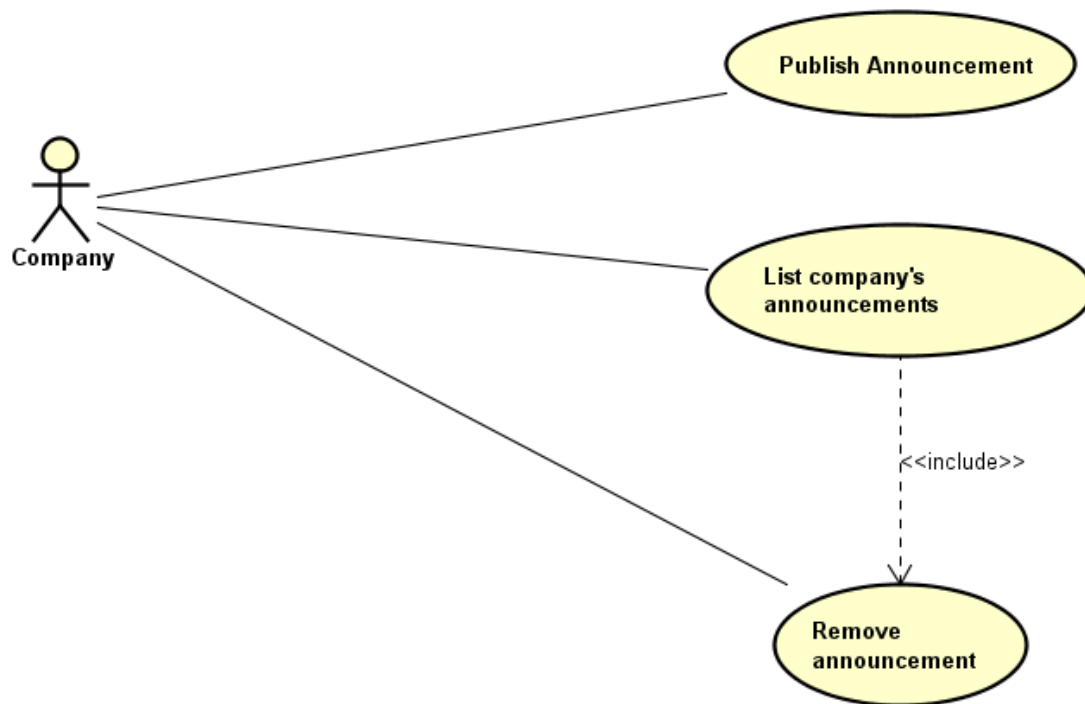 Publish Announcement
Company
List company's
announcements
<<include>>
Remove
announcement